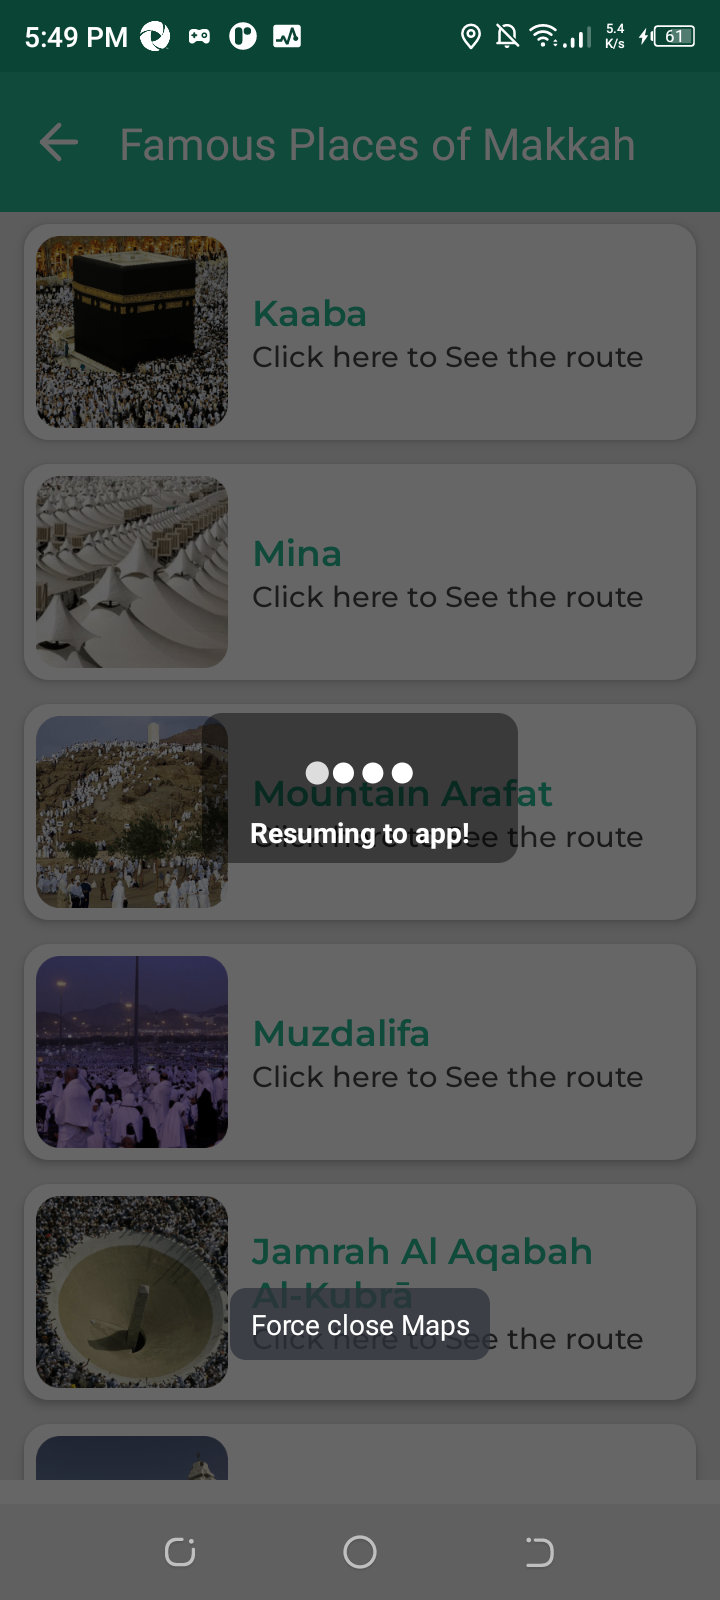 5:49 PM
5.4
K/s
61
Famous Places of Makkah
Kaaba
Click here to See the route
Mina
Click here to See the route
Mountain Arafat
Click here to See the route
Resuming to app!
Muzdalifa
Click here to See the route
Jamrah Al Aqabah
Al-Kubrā
Click here to See the route
Force close Maps